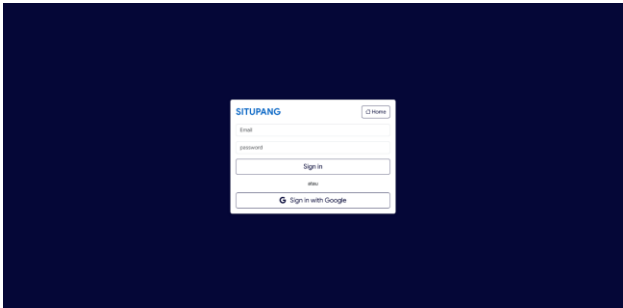 SITUPANG
Home
Email
password
Sign in
atau
Sign in with Google